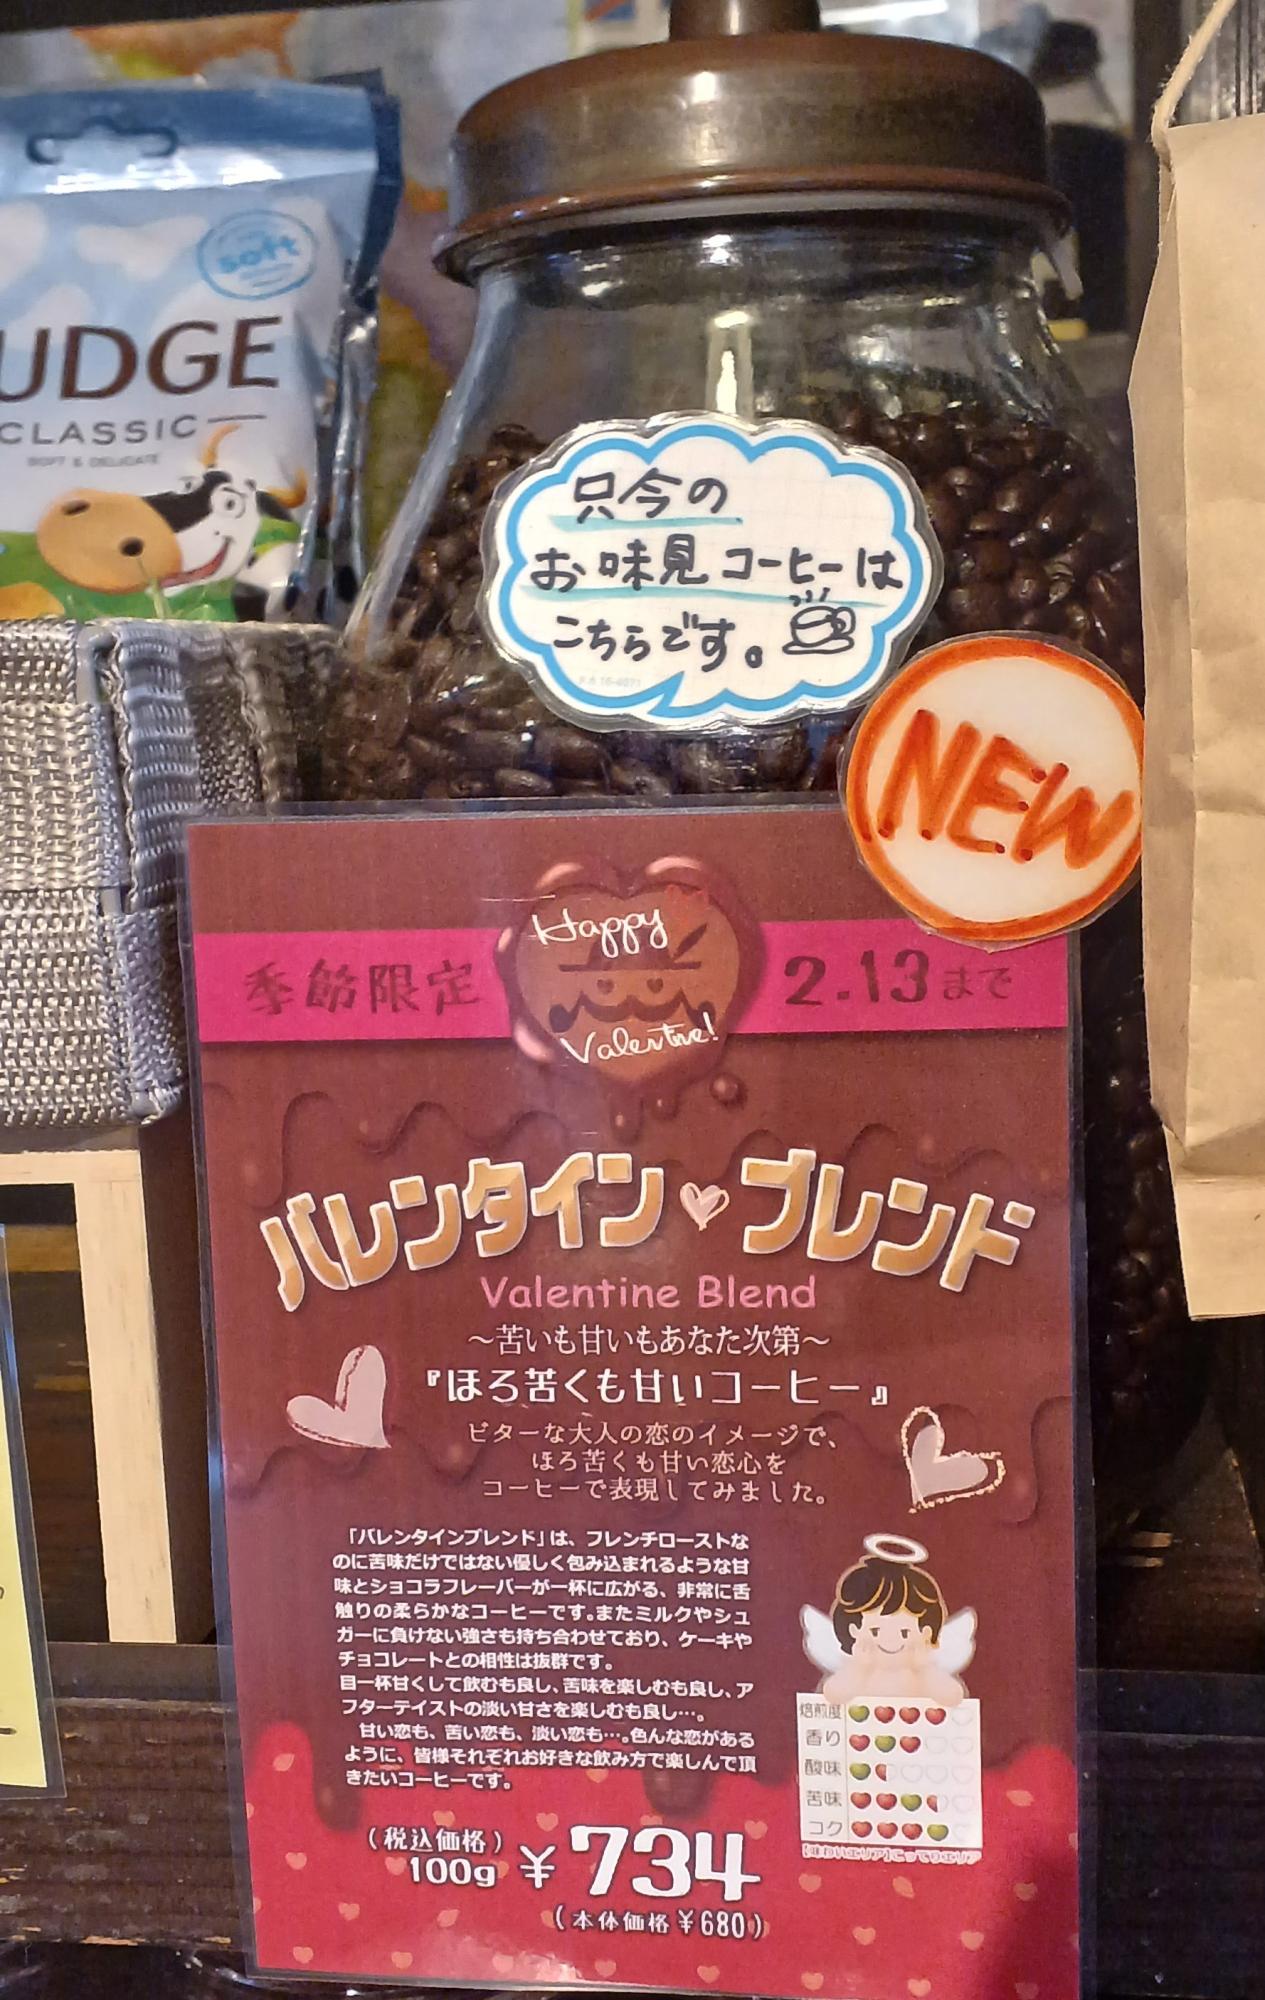 soft
UDGE
CLASSIC
SOFT & DELICATE
只今の
お味見コーヒーは
こちらです。
NEW
季節限定
Happy
Valentine!
2.13まで
バレンタイン ブレンド
Valentine Blend
～苦いも甘いもあなた次第～
『ほろ苦くも甘いコーヒー』
ビターな大人の恋のイメージで、
ほろ苦くも甘い恋心を
コーヒーで表現してみました。
「バレンタインブレンド」は、フレンチローストな
のに苦味だけではない優しく包み込まれるような甘
味とショコラフレーバーが一杯に広がる、非常に舌
触りの柔らかなコーヒーです。またミルクやシュ
ガーに負けない強さも持ち合わせており、ケーキや
チョコレートとの相性は抜群です。
目一杯甘くして飲むも良し、苦味を楽しむも良し、ア
フターテイストの淡い甘さを楽しむも良し…。
甘い恋も、苦い恋も、淡い恋も…。色んな恋がある
ように、皆様それぞれお好きな飲み方で楽しんで頂
きたいコーヒーです。
焙煎度
香り
酸味
苦味
コク
【味わいエリア】こってりエリア
(税込価格)
100g ¥734
(本体価格¥680)